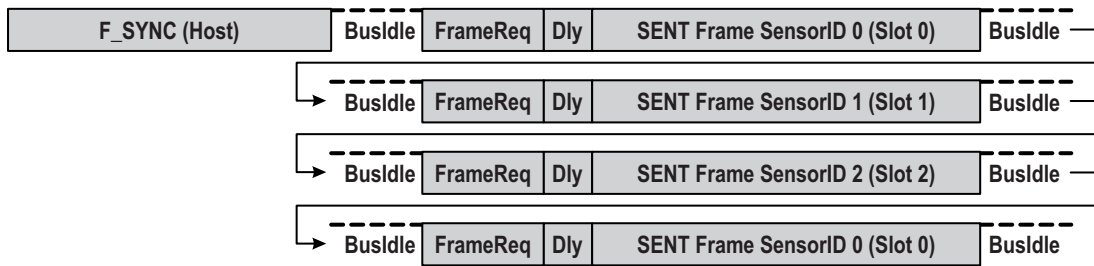 F_SYNC (Host) BusIdle FrameReq Dly SENT Frame SensorID 0 (Slot 0) BusIdle
BusIdle FrameReq Dly SENT Frame SensorID 1 (Slot 1) BusIdle
BusIdle FrameReq Dly SENT Frame SensorID 2 (Slot 2) BusIdle
BusIdle FrameReq Dly SENT Frame SensorID 0 (Slot 0) BusIdle